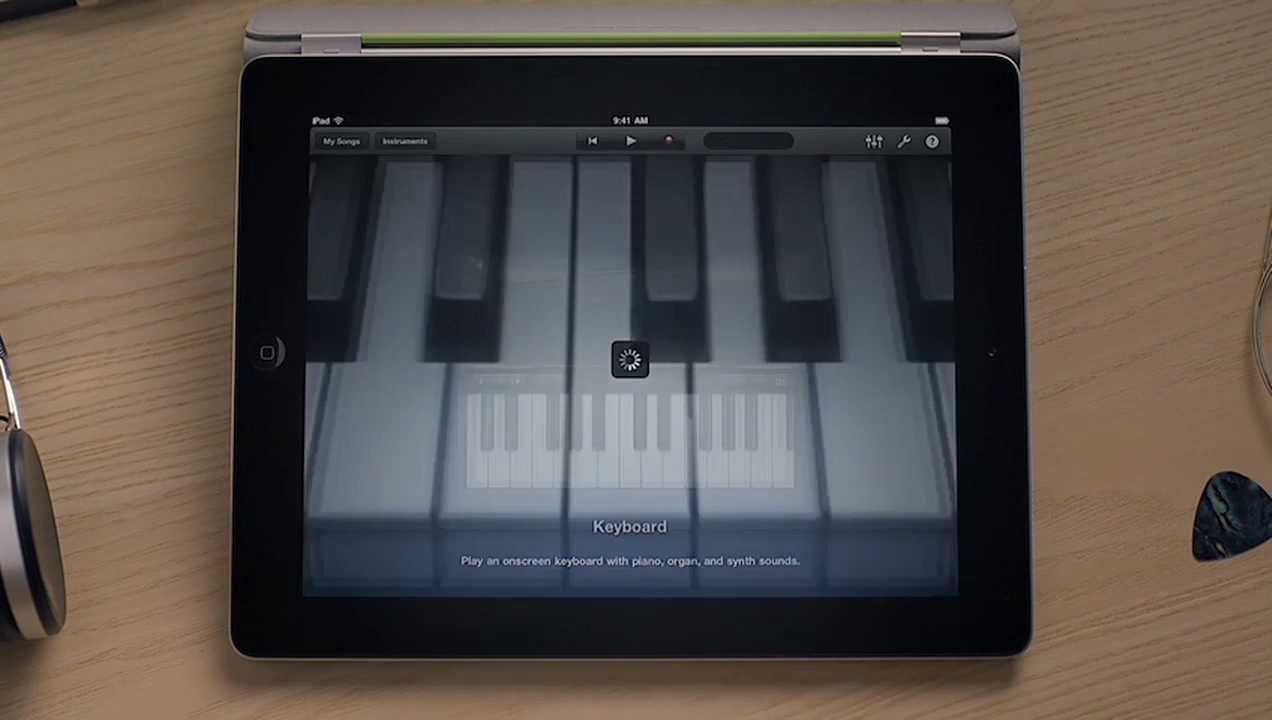 iPad 9:41 AM
My Songs Instruments ?
Keyboard
Play an onscreen keyboard with piano, organ, and synth sounds.